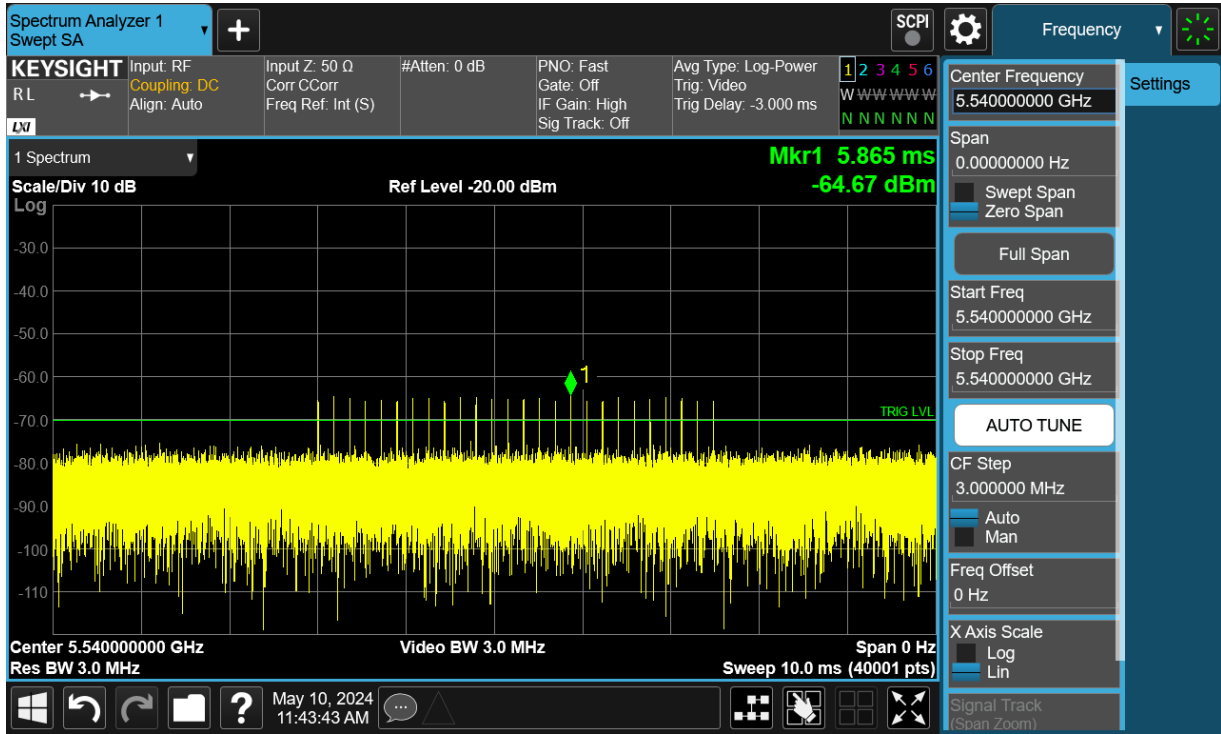 Spectrum Analyzer 1
Swept SA
SCPI
Frequency
KEYSIGHT
RL
LXI
Input: RF
Coupling: DC
Align: Auto
Input Z: 50 Ω
Corr CCorr
Freq Ref: Int (S)
#Atten: 0 dB
PNO: Fast
Gate: Off
IF Gain: High
Sig Track: Off
Avg Type: Log-Power
Trig: Video
Trig Delay: -3.000 ms
1 2 3 4 5 6
W W W W W W
N N N N N N
1 Spectrum
Mkr1 5.865 ms
-64.67 dBm
Scale/Div 10 dB
Ref Level -20.00 dBm
Log
-30.0
-40.0
-50.0
-60.0
-70.0
-80.0
-90.0
-100
-110
1
TRIG LVL
Center 5.540000000 GHz
Video BW 3.0 MHz
Span 0 Hz
Res BW 3.0 MHz
Sweep 10.0 ms (40001 pts)
Center Frequency
5.540000000 GHz
Settings
Span
0.00000000 Hz
Swept Span
Zero Span
Full Span
Start Freq
5.540000000 GHz
Stop Freq
5.540000000 GHz
AUTO TUNE
CF Step
3.000000 MHz
Auto
Man
Freq Offset
0 Hz
X Axis Scale
Log
Lin
Signal Track
(Span Zoom)
?
May 10, 2024
11:43:43 AM